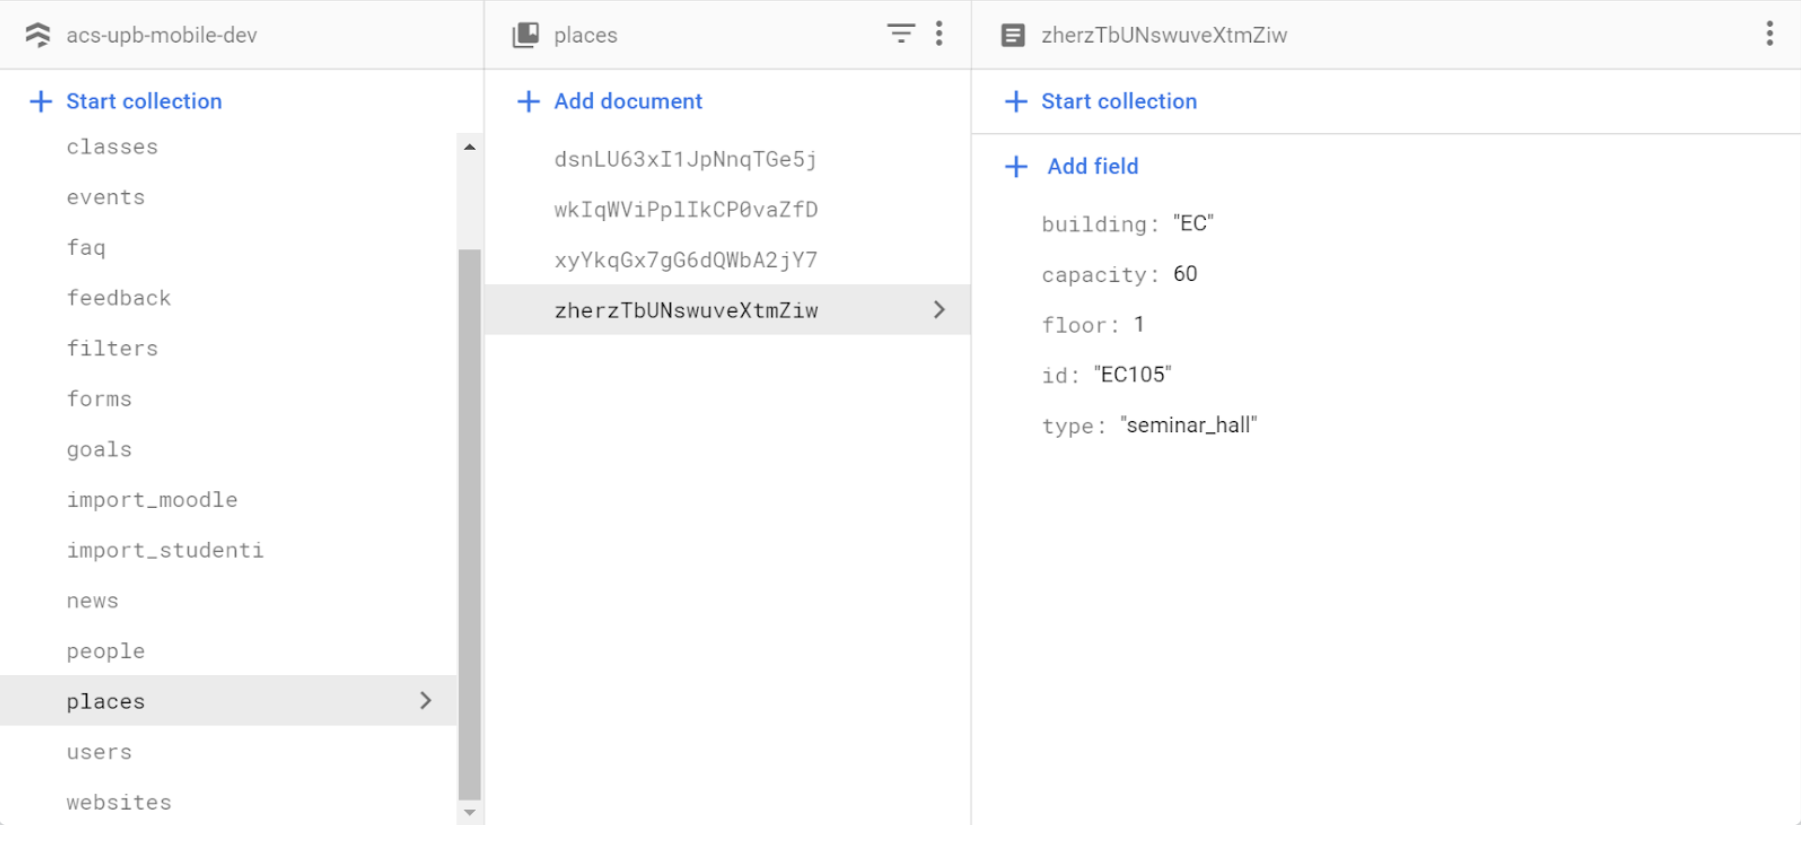 acs-upb-mobile-dev
Start collection
classes
events
faq
feedback
filters
forms
goals
import_moodle
import_studenti
news
people
places
users
websites
places
Add document
dsnLU63xI1JpNnqTGe5j
wkIqWViPplIkCP0vaZfD
xyYkqGx7gG6dQWbA2jY7
zherzTbUNswuveXtmZiw
zherzTbUNswuveXtmZiw
Start collection
Add field
building: "EC"
capacity: 60
floor: 1
id: "EC105"
type: "seminar_hall"